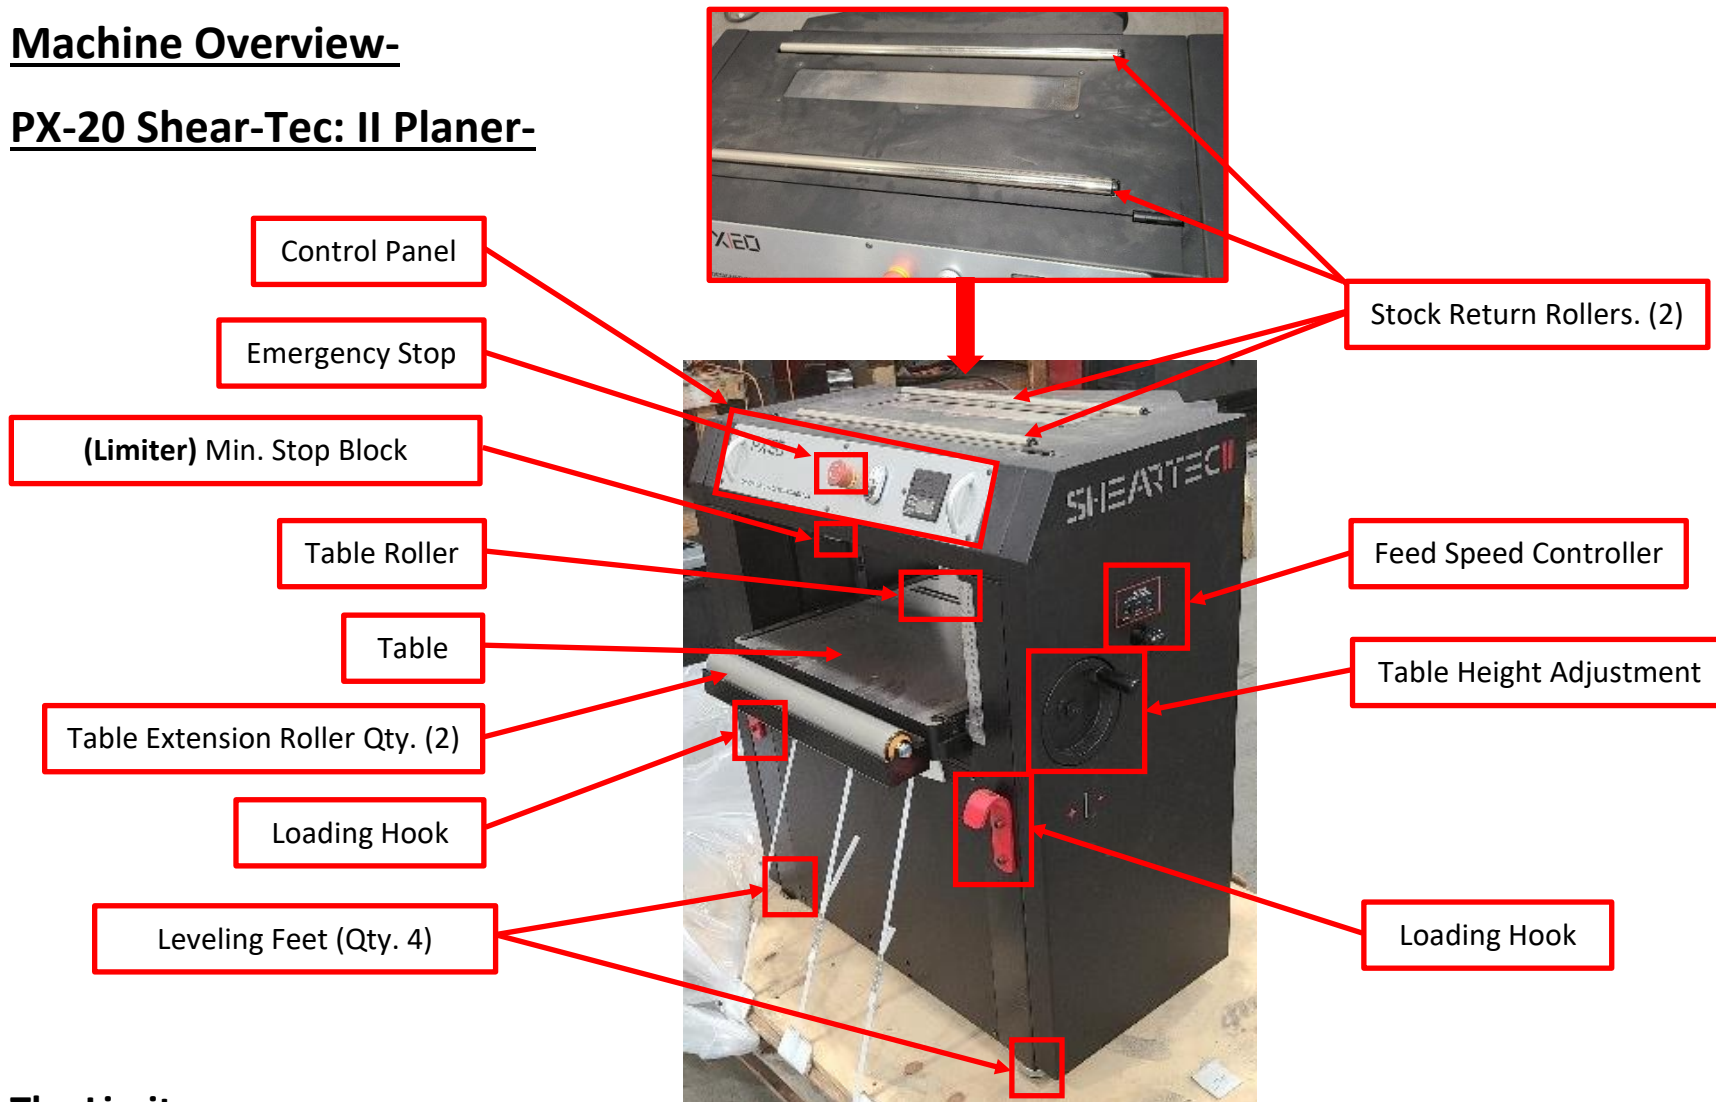 Machine Overview-
PX-20 Shear-Tec: II Planer-
Control Panel
Emergency Stop
(Limiter) Min. Stop Block
Table Roller
Table
Table Extension Roller Qty. (2)
Loading Hook
Leveling Feet (Qty. 4)
Stock Return Rollers. (2)
Feed Speed Controller
Table Height Adjustment
Loading Hook
SHEARTEC II